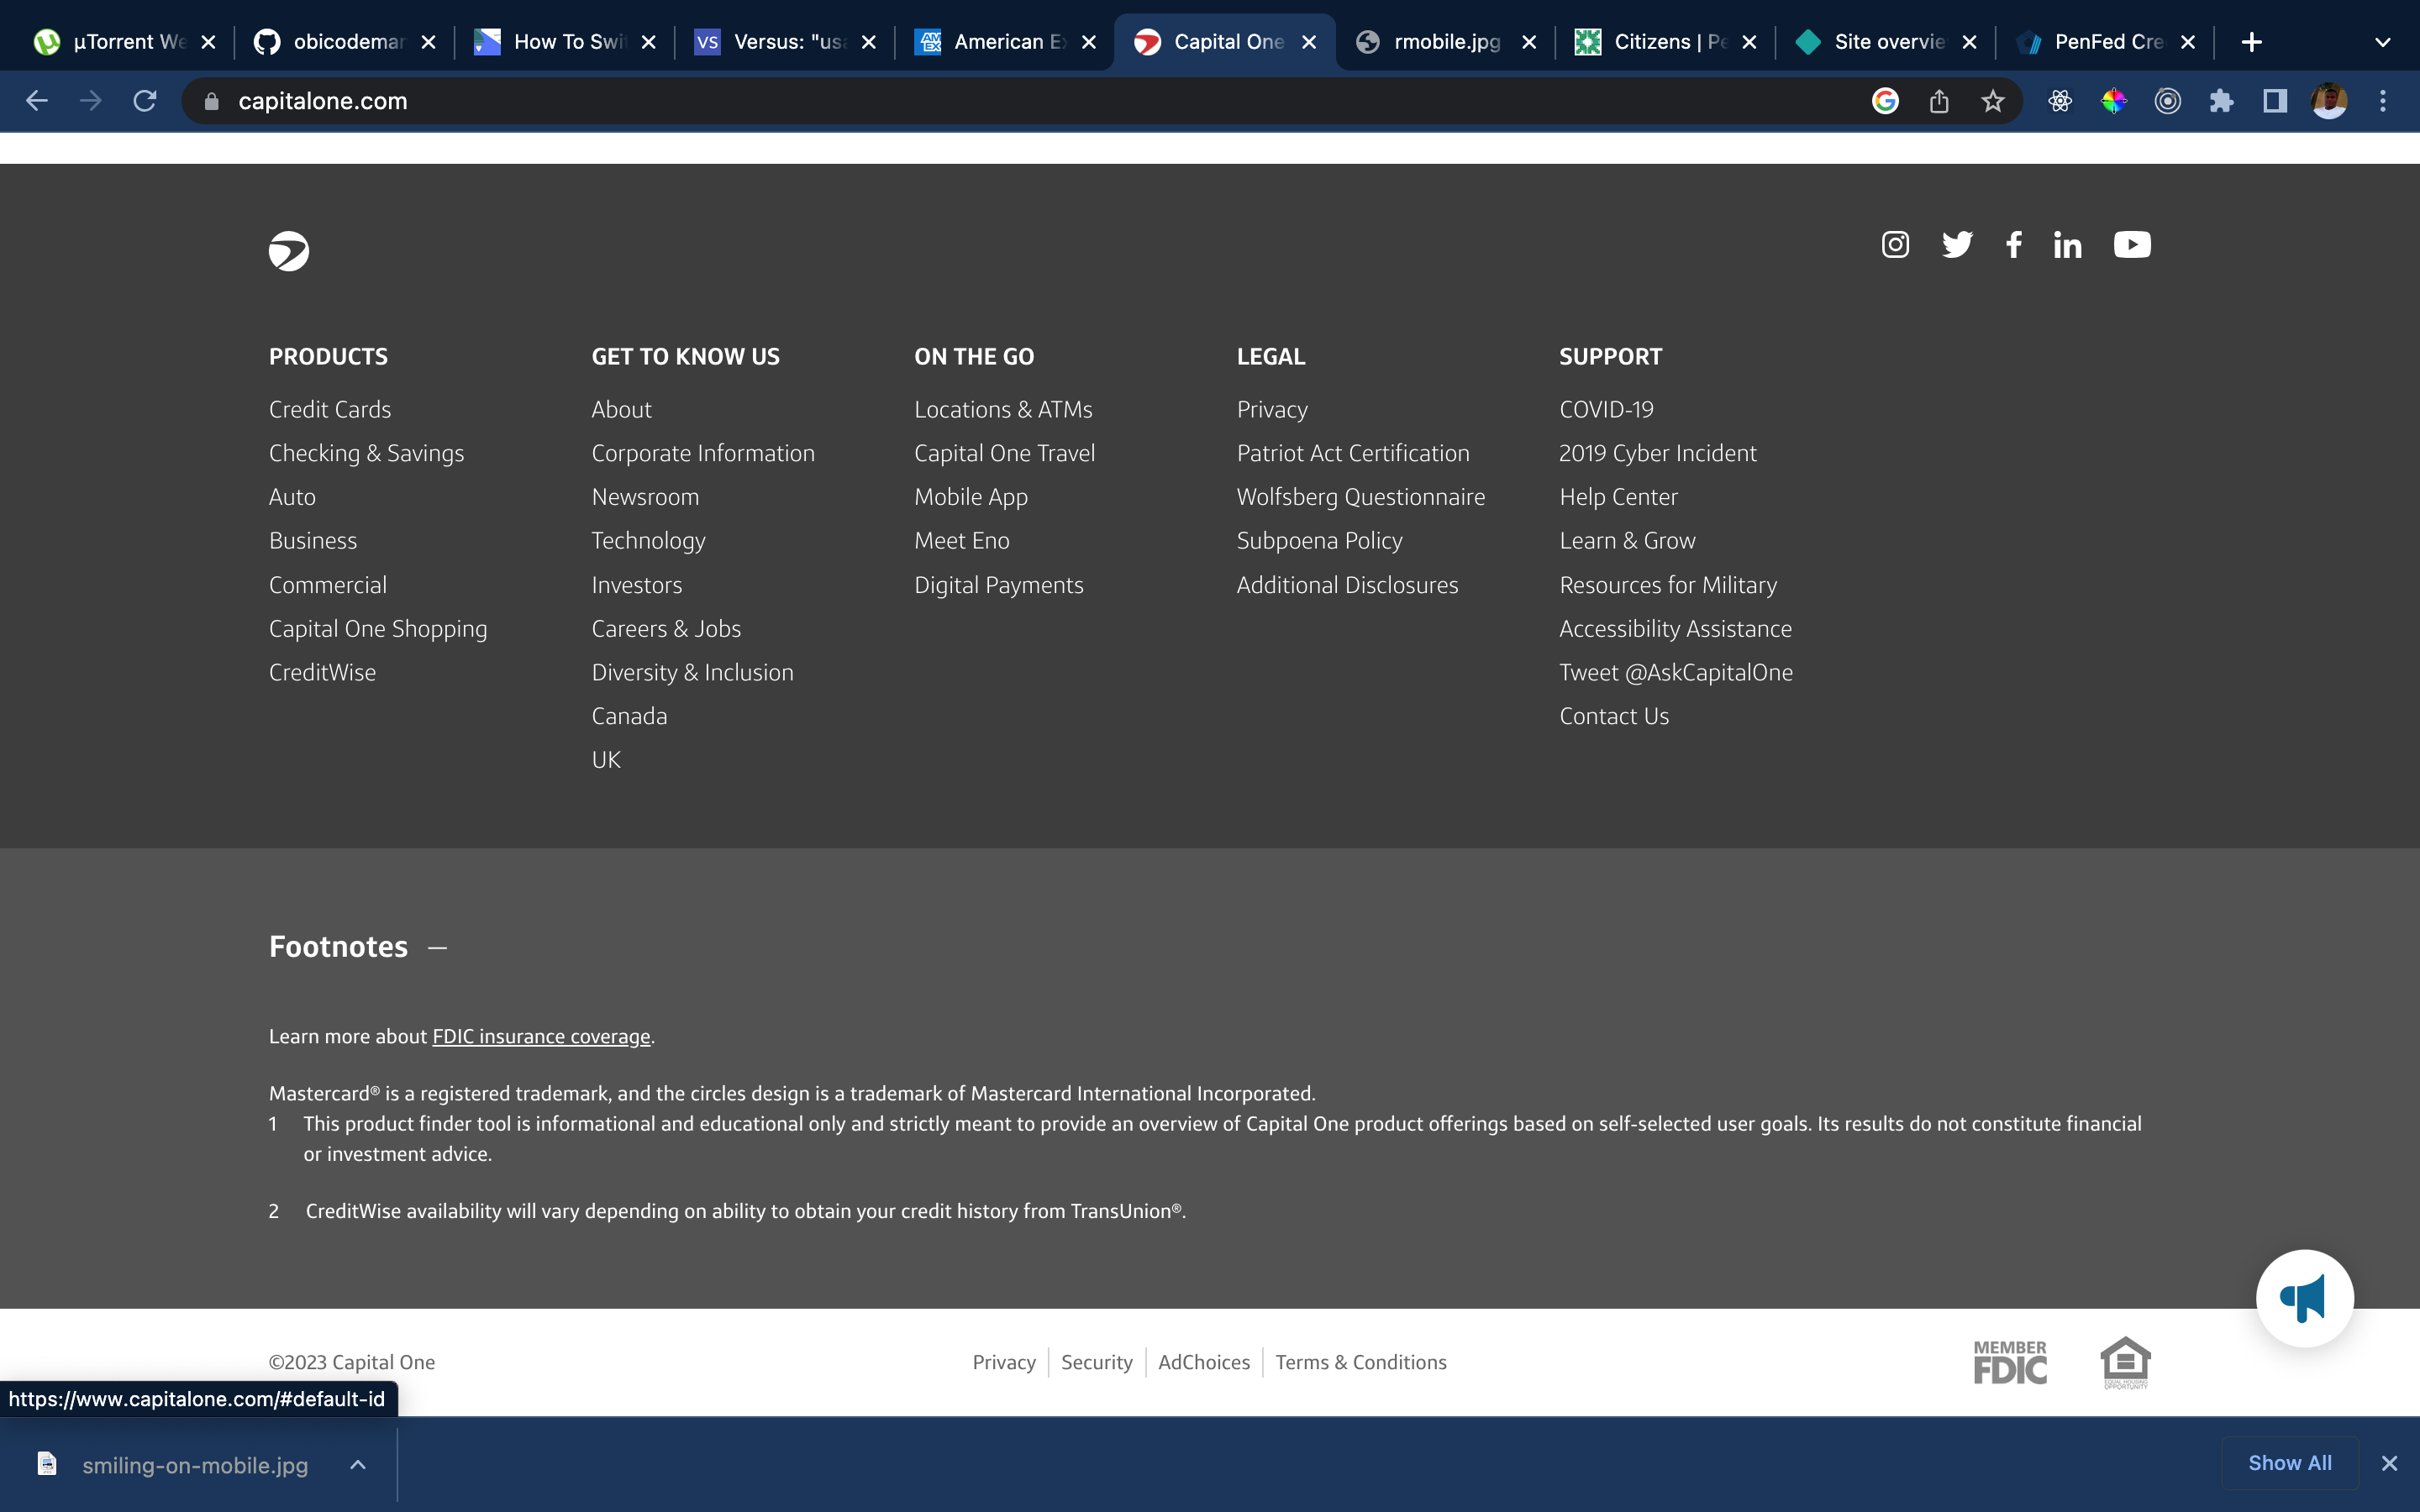 µTorrent We
obicodemar
How To Swi
VS
Versus: "usa
AM EX
American Ex
Capital One
rmobile.jpg
Citizens | Pe
Site overvie
PenFed Cre
capitalone.com
PRODUCTS
Credit Cards
Checking & Savings
Auto
Business
Commercial
Capital One Shopping
CreditWise
GET TO KNOW US
About
Corporate Information
Newsroom
Technology
Investors
Careers & Jobs
Diversity & Inclusion
Canada
UK
ON THE GO
Locations & ATMs
Capital One Travel
Mobile App
Meet Eno
Digital Payments
LEGAL
Privacy
Patriot Act Certification
Wolfsberg Questionnaire
Subpoena Policy
Additional Disclosures
SUPPORT
COVID-19
2019 Cyber Incident
Help Center
Learn & Grow
Resources for Military
Accessibility Assistance
Tweet @AskCapitalOne
Contact Us
Footnotes
Learn more about FDIC insurance coverage.
Mastercard® is a registered trademark, and the circles design is a trademark of Mastercard International Incorporated.
1 This product finder tool is informational and educational only and strictly meant to provide an overview of Capital One product offerings based on self-selected user goals. Its results do not constitute financial
or investment advice.
2 CreditWise availability will vary depending on ability to obtain your credit history from TransUnion®.
©2023 Capital One
Privacy
Security
AdChoices
Terms & Conditions
MEMBER
FDIC
EQUAL HOUSING
OPPORTUNITY
https://www.capitalone.com/#default-id
smiling-on-mobile.jpg
Show All